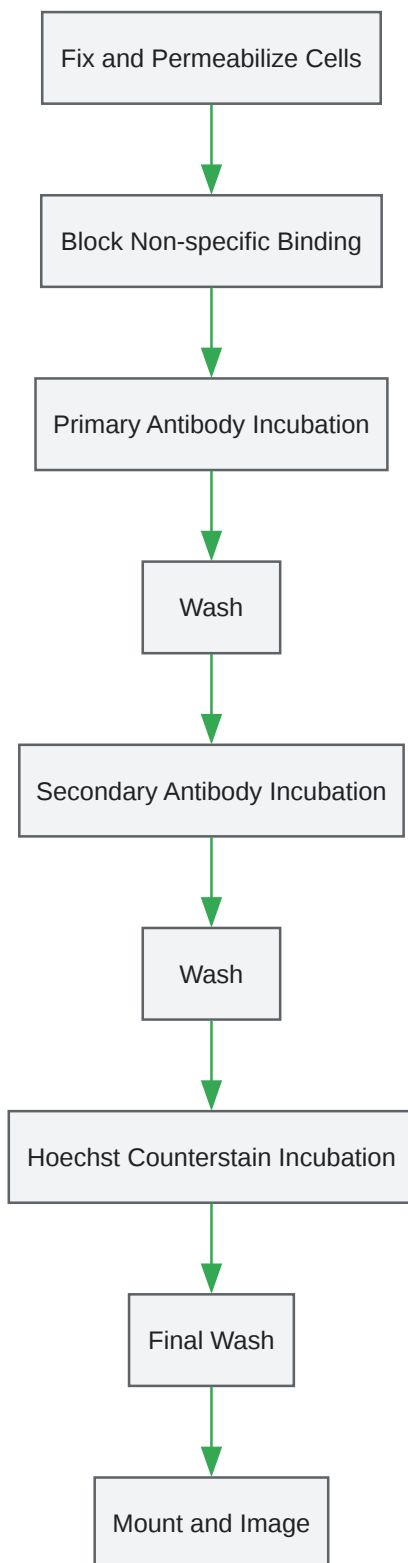 Fix and Permeabilize Cells
Block Non-specific Binding
Primary Antibody Incubation
Wash
Secondary Antibody Incubation
Wash
Hoechst Counterstain Incubation
Final Wash
Mount and Image